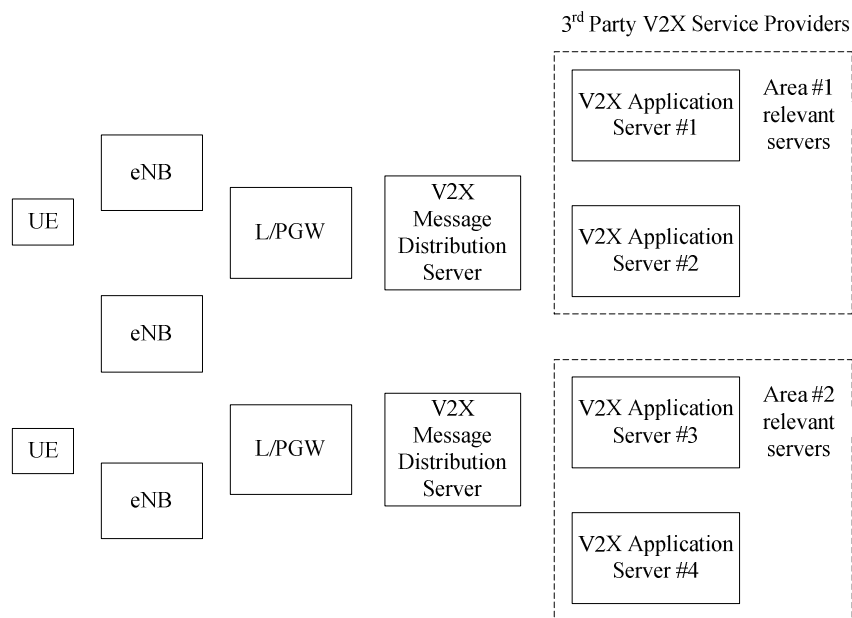 3rd Party V2X Service Providers
V2X Application
Server #1
Area #1
relevant
servers
eNB
UE
L/PGW
V2X
Message
Distribution
Server
V2X Application
Server #2
eNB
V2X Application
Server #3
Area #2
relevant
servers
UE
L/PGW
V2X
Message
Distribution
Server
eNB
V2X Application
Server #4